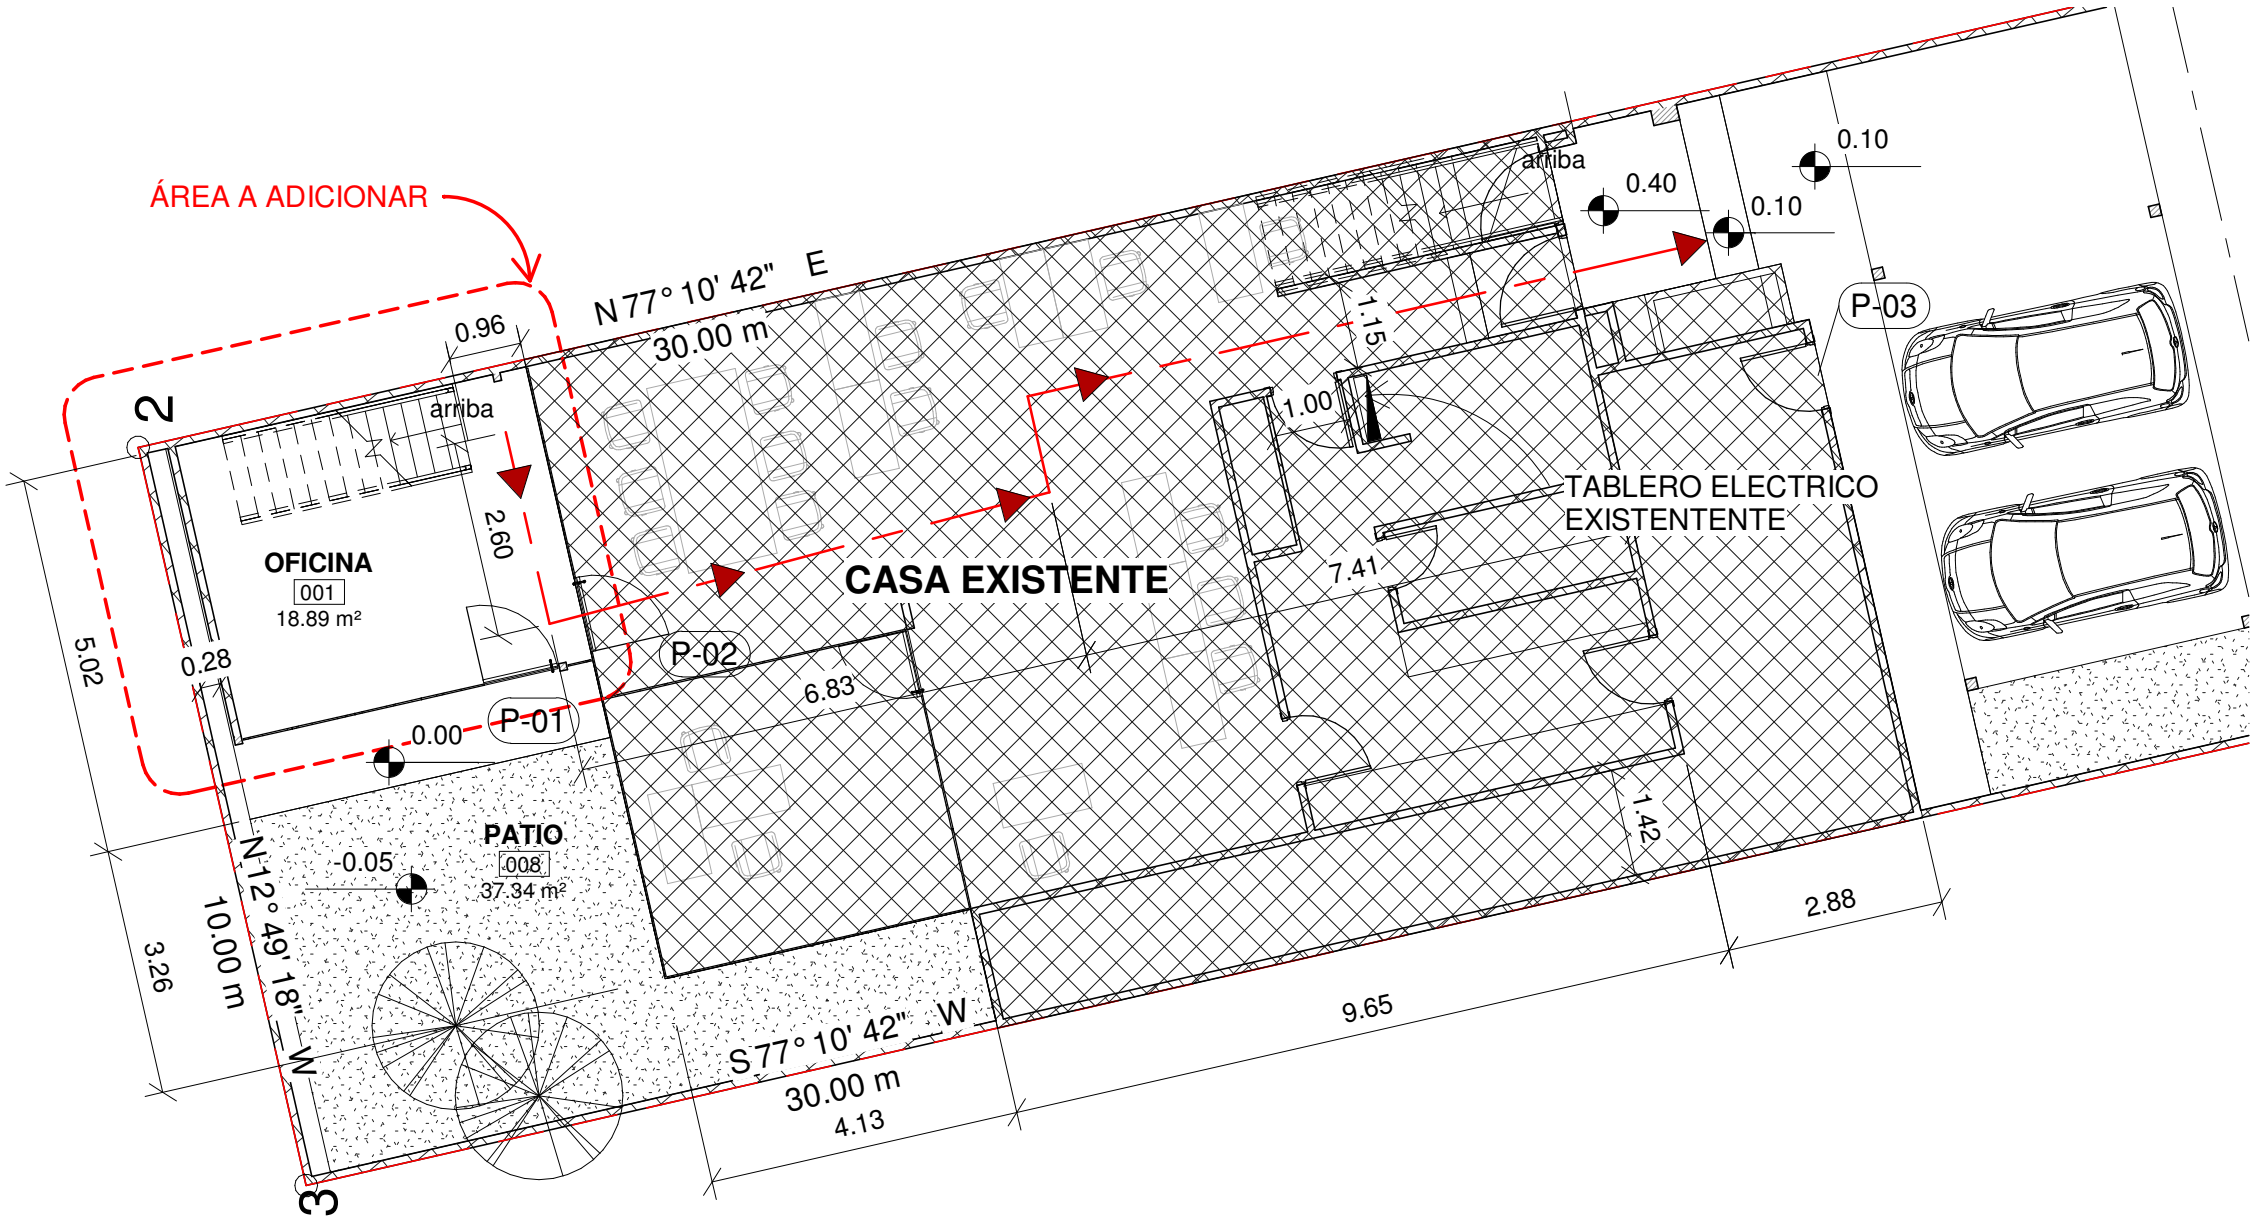 ÁREA A ADICIONAR
0.96
2
arriba
N 77° 10' 42" E
30.00 m
arriba
0.10
0.40
0.10
P-03
1.15
1.00
2.60
OFICINA
001
18.89 m²
CASA EXISTENTE
7.41
TABLERO ELECTRICO
EXISTENTENTE
5.02
0.28
P-02
6.83
P-01
0.00
PATIO
008
37.34 m²
-0.05
1.42
2.88
N 12° 49' 18" W
10.00 m
3.26
9.65
S 77° 10' 42" W
30.00 m
4.13
3